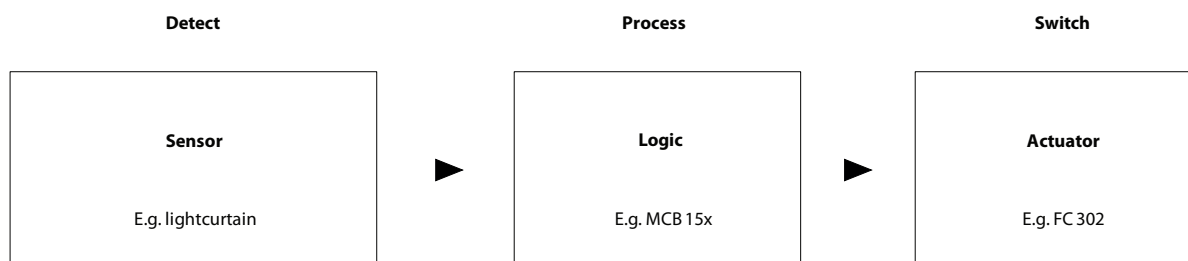 Detect
Process
Switch
Sensor
Logic
Actuator
E.g. lightcurtain
E.g. MCB 15x
E.g. FC 302